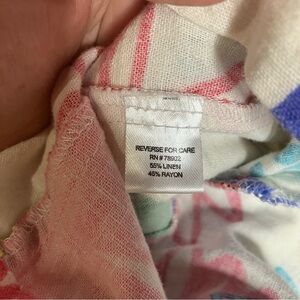 REVERSE FOR CARE
RN # 78902
55% LINEN
45% RAYON